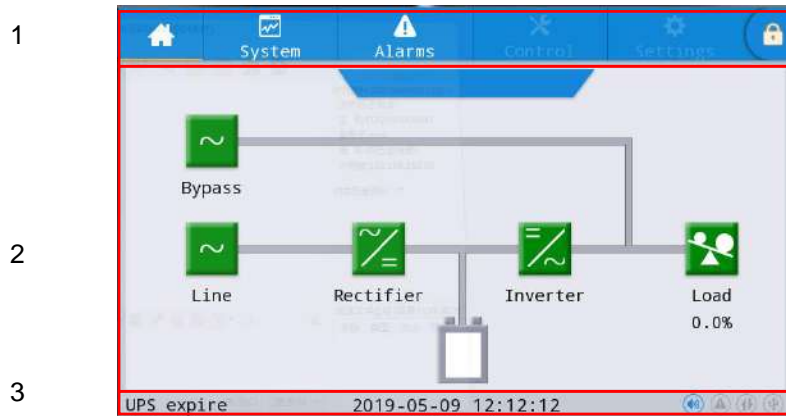 1
System Alarms Control Settings
Bypass
2
Line Rectifier Inverter Load
0.0%
3
UPS expire 2019-05-09 12:12:12